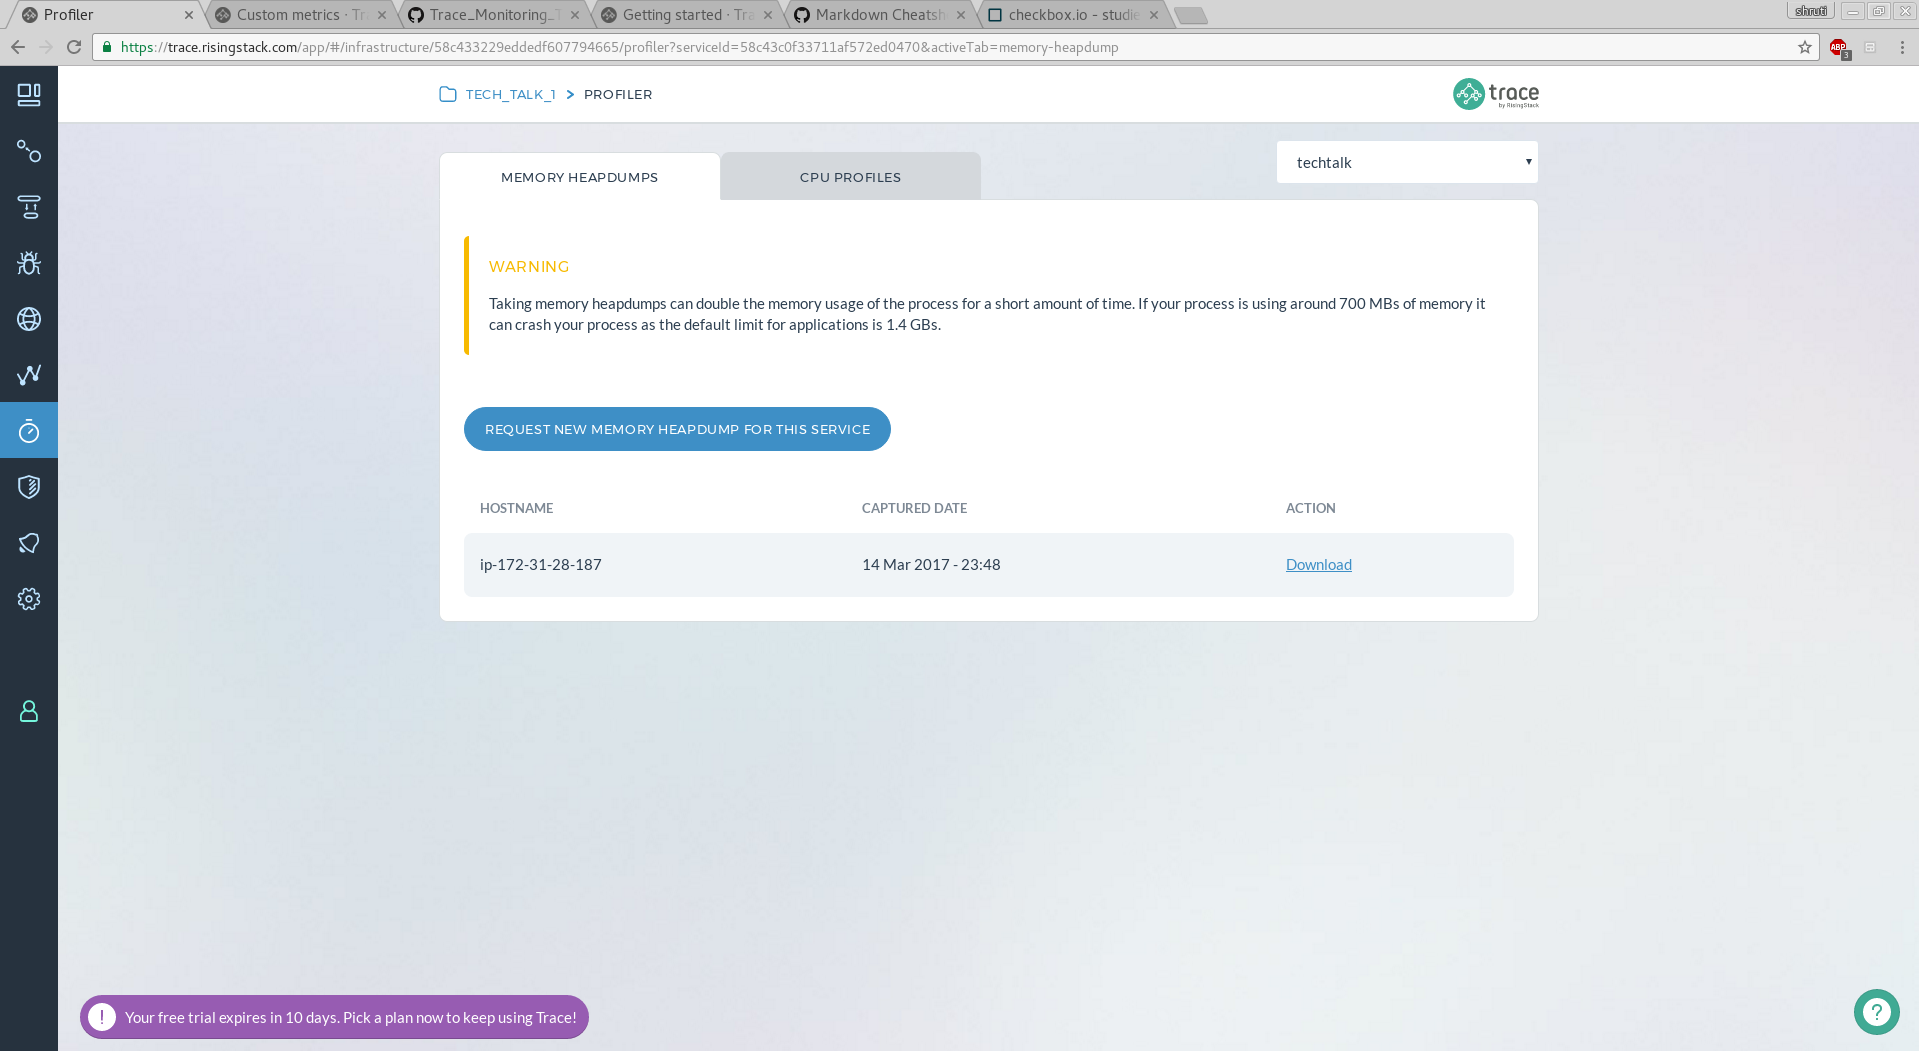 Profiler
Custom metrics · Tr
Trace_Monitoring_T
Getting started · Tra
Markdown Cheatsh
checkbox.io - studie
shruti
https://trace.risingstack.com/app/#/infrastructure/58c433229eddedf607794665/profiler?serviceId=58c43c0f33711af572ed0470&activeTab=memory-heapdump
ABP
3
TECH_TALK_1 > PROFILER
trace
by RisingStack
MEMORY HEAPDUMPS
CPU PROFILES
techtalk
WARNING
Taking memory heapdumps can double the memory usage of the process for a short amount of time. If your process is using around 700 MBs of memory it
can crash your process as the default limit for applications is 1.4 GBs.
REQUEST NEW MEMORY HEAPDUMP FOR THIS SERVICE
HOSTNAME CAPTURED DATE ACTION
ip-172-31-28-187 14 Mar 2017 - 23:48 Download
! Your free trial expires in 10 days. Pick a plan now to keep using Trace!
?